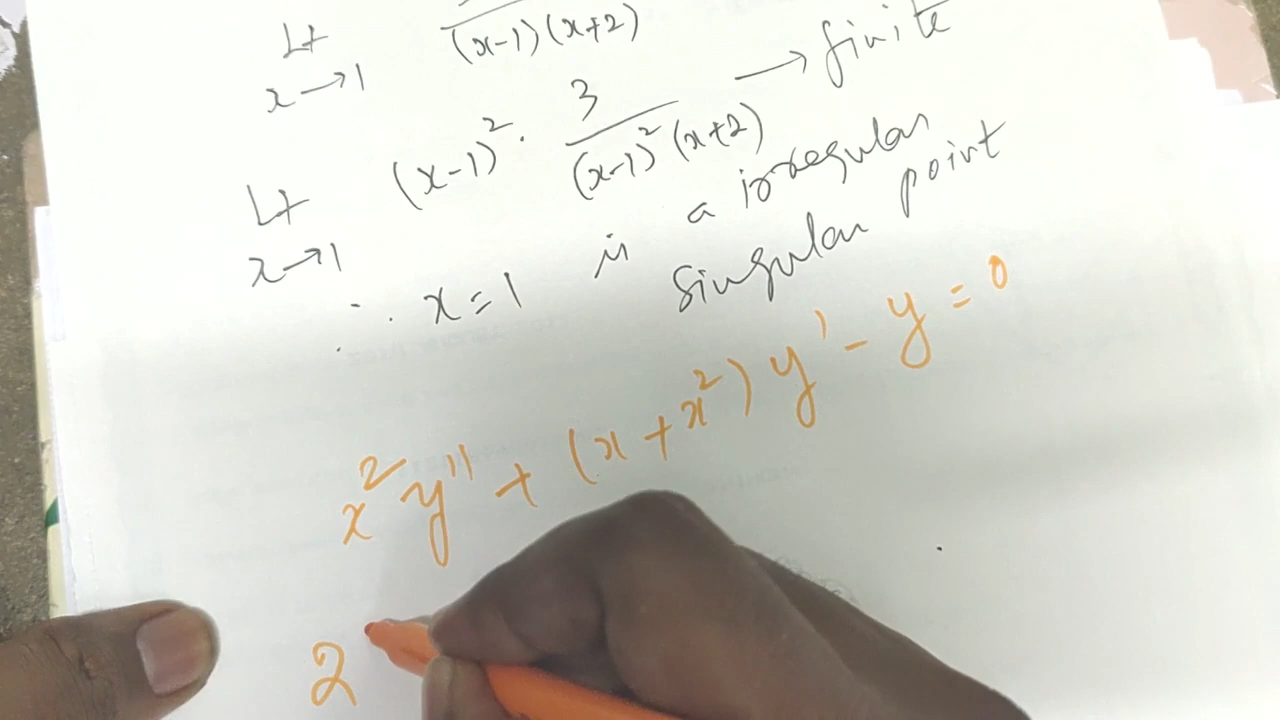 Lt x→1 (x-1)(x+2)
Lt x→1 (x-1)². 3/(x-1)²(x+2) → finite
∴ x=1 is a irregular
singular point
x²y'' + (x+x²)y' - y = 0
2